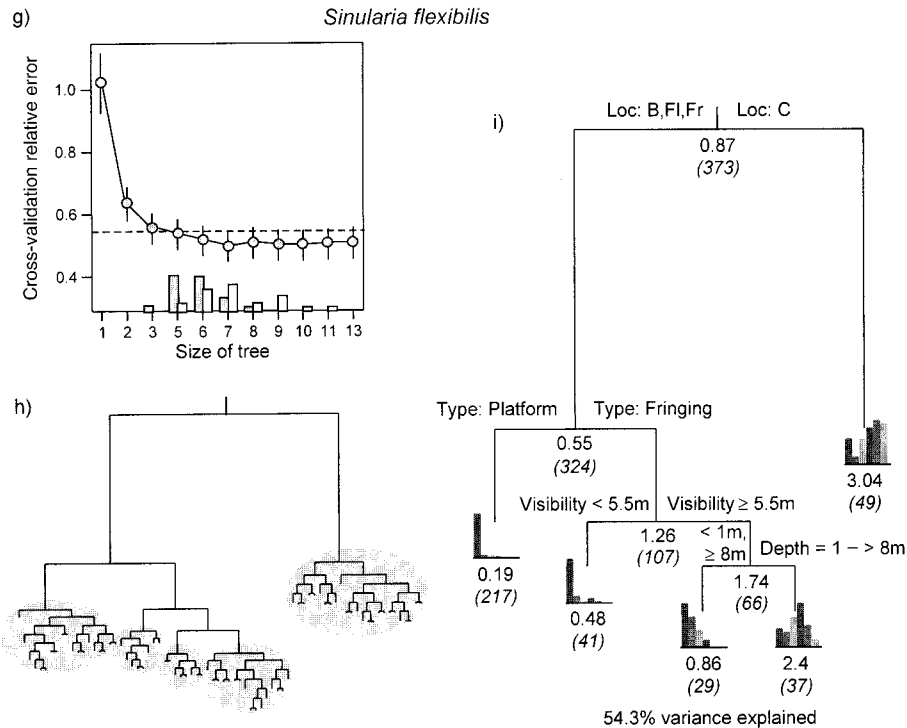 g)
Sinularia flexibilis
Cross-validation relative error
1.0
0.8
0.6
0.4
1 2 3 5 6 7 8 9 10 11 13
Size of tree
h)
i)
Loc: B,Fl,Fr Loc: C
0.87
(373)
Type: Platform Type: Fringing
0.55
(324)
3.04
(49)
Visibility < 5.5m Visibility ≥ 5.5m
1.26
(107)
< 1m,
≥ 8m
Depth = 1 – > 8m
0.19
(217)
0.48
(41)
1.74
(66)
0.86
(29)
2.4
(37)
54.3% variance explained